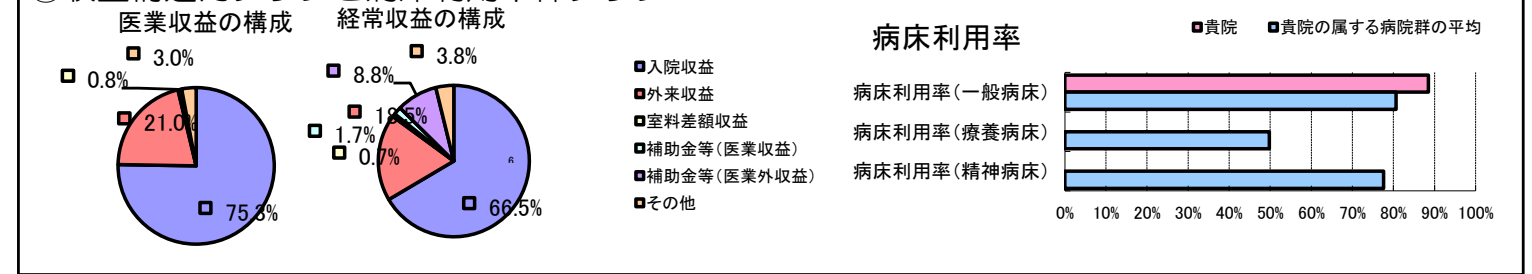 医業収益の構成
3.0%
0.8%
21.0%
75.3%
経常収益の構成
3.8%
8.8%
18.5%
1.7%
0.7%
66.5%
入院収益
外来収益
室料差額収益
補助金等(医業収益)
補助金等(医業外収益)
その他
病床利用率
貴院 貴院の属する病院群の平均
病床利用率(一般病床)
病床利用率(療養病床)
病床利用率(精神病床)
0% 10% 20% 30% 40% 50% 60% 70% 80% 90% 100%